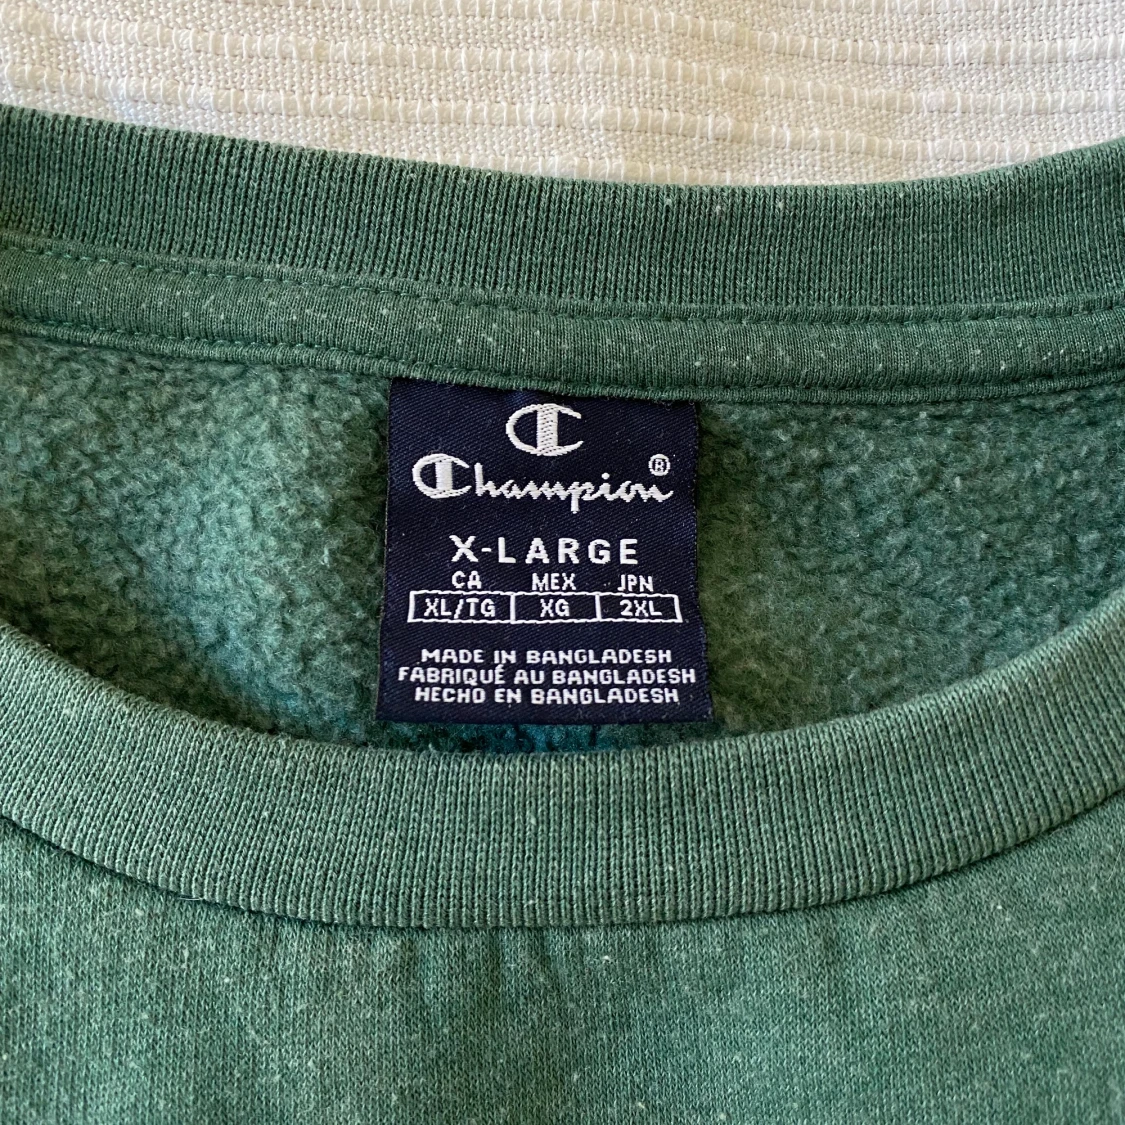 C
Champion®
X-LARGE
CA MEX JPN
XL/TG XG 2XL
MADE IN BANGLADESH
FABRIQUÉ AU BANGLADESH
HECHO EN BANGLADESH